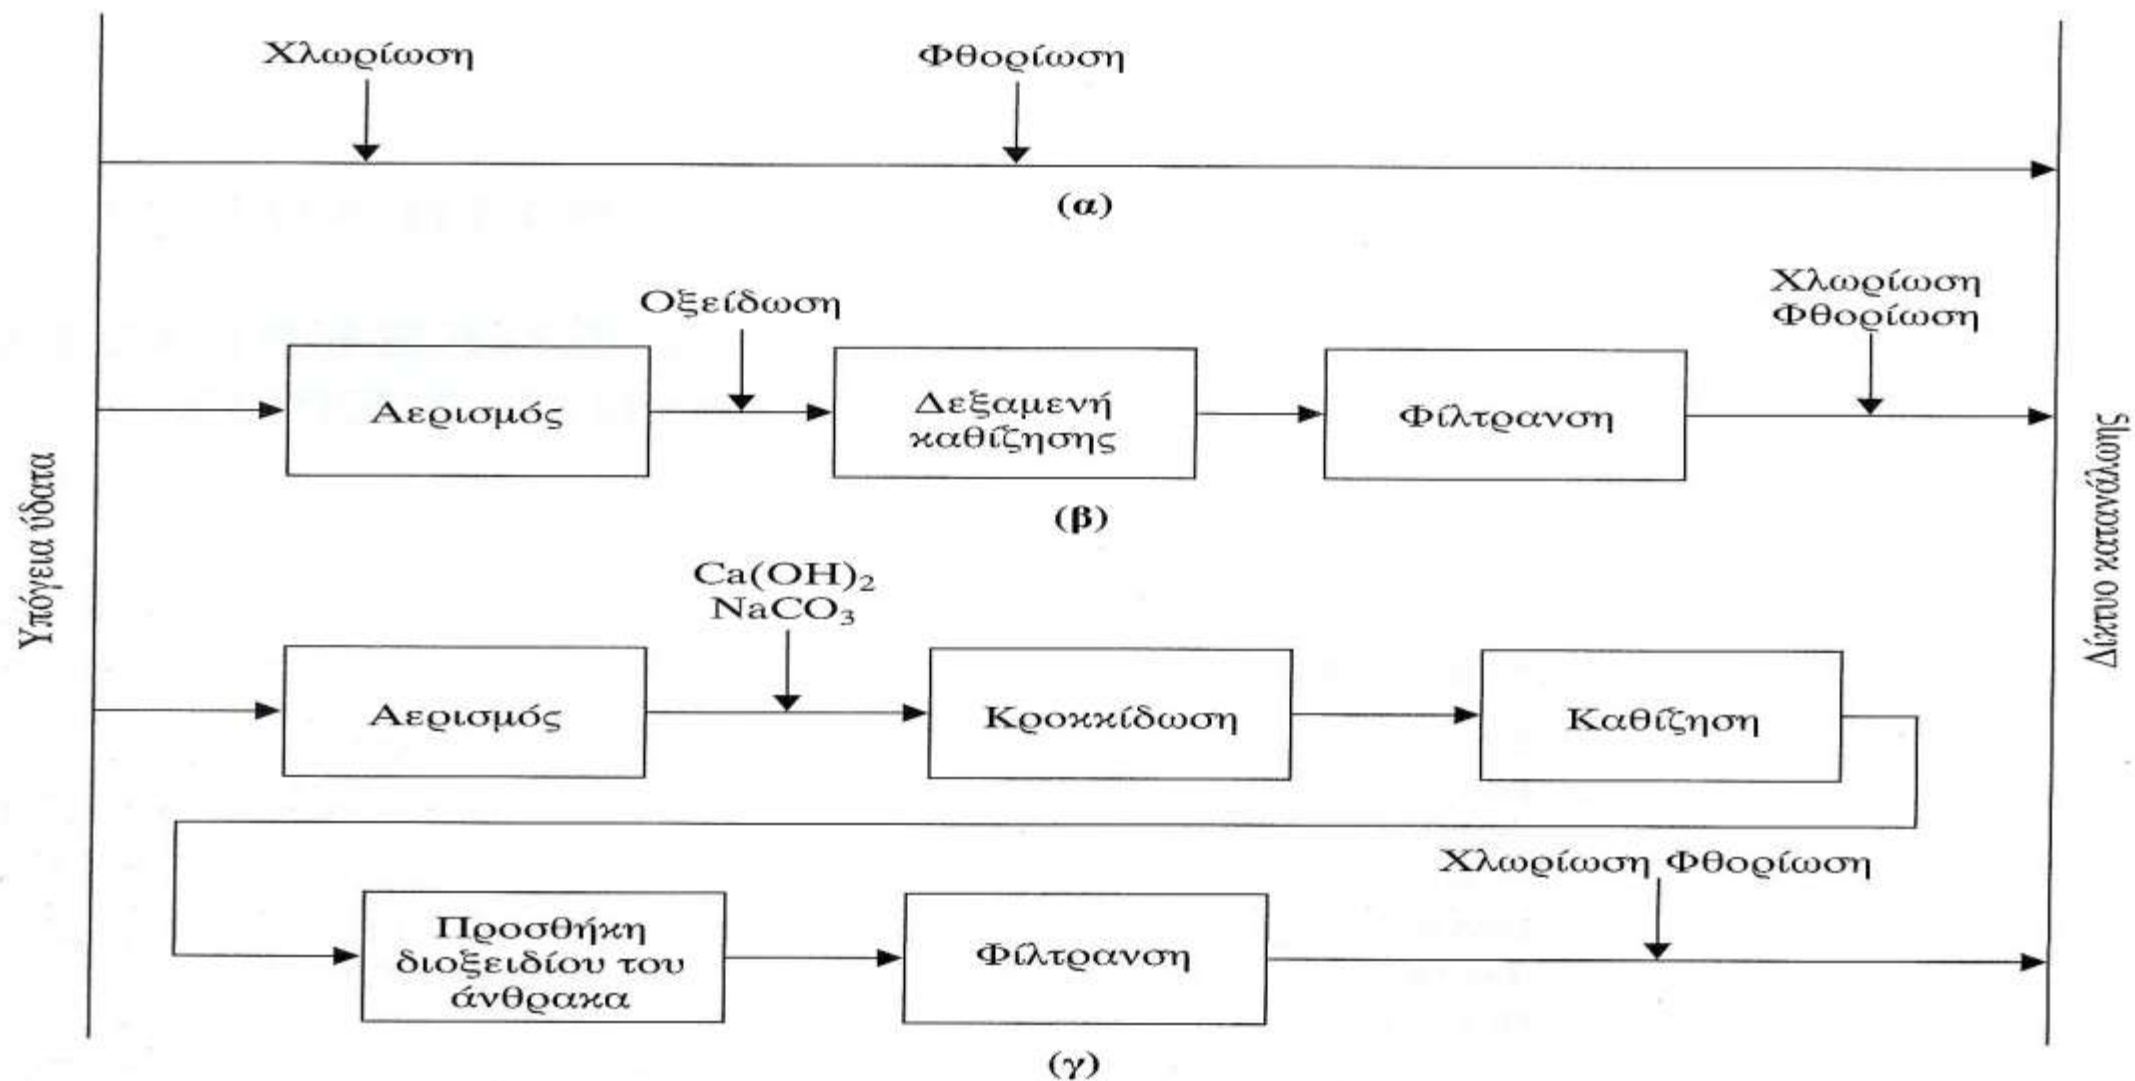 Χλωρίωση
Φθορίωση
(α)
Οξείδωση
Χλωρίωση
Φθορίωση
Αερισμός
Δεξαμενή
καθίζησης
Φίλτρανση
(β)
Υπόγεια ύδατα
Δίκτυο κατανάλωσης
Ca(OH)₂
NaCO₃
Αερισμός
Κροκκίδωση
Καθίζηση
Χλωρίωση Φθορίωση
Προσθήκη
διοξειδίου του
άνθρακα
Φίλτρανση
(γ)